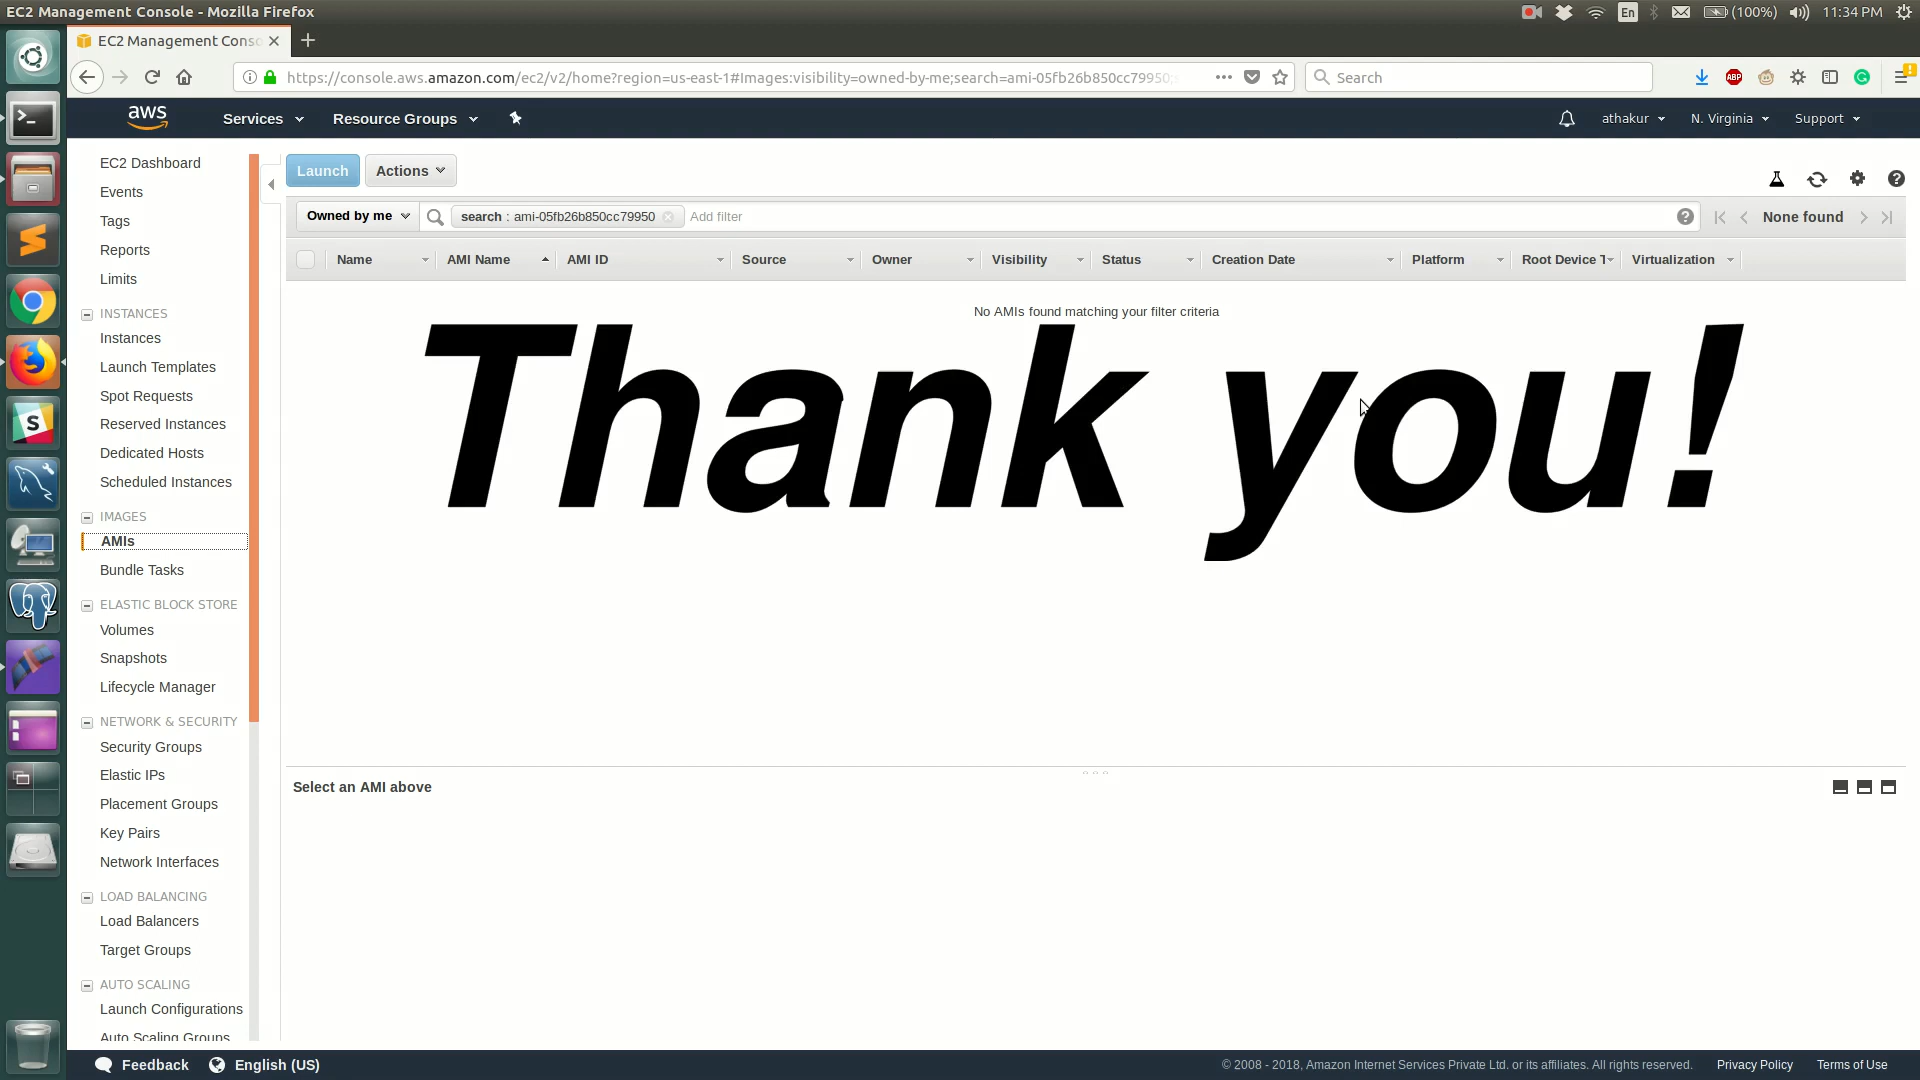 EC2 Management Console - Mozilla Firefox
En
(100%)
11:34 PM
EC2 Management Conso
https://console.aws.amazon.com/ec2/v2/home?region=us-east-1#Images:visibility=owned-by-me;search=ami-05fb26b850cc79950;s
Search
ABP
aws
Services
Resource Groups
athakur
N. Virginia
Support
EC2 Dashboard
Events
Tags
Reports
Limits
INSTANCES
Instances
Launch Templates
Spot Requests
Reserved Instances
Dedicated Hosts
Scheduled Instances
IMAGES
AMIs
Bundle Tasks
ELASTIC BLOCK STORE
Volumes
Snapshots
Lifecycle Manager
NETWORK & SECURITY
Security Groups
Elastic IPs
Placement Groups
Key Pairs
Network Interfaces
LOAD BALANCING
Load Balancers
Target Groups
AUTO SCALING
Launch Configurations
Auto Scaling Groups
Launch
Actions
Owned by me
search : ami-05fb26b850cc79950
Add filter
None found
Name
AMI Name
AMI ID
Source
Owner
Visibility
Status
Creation Date
Platform
Root Device T
Virtualization
No AMIs found matching your filter criteria
Thank you!
Select an AMI above
Feedback
English (US)
© 2008 - 2018, Amazon Internet Services Private Ltd. or its affiliates. All rights reserved.
Privacy Policy
Terms of Use